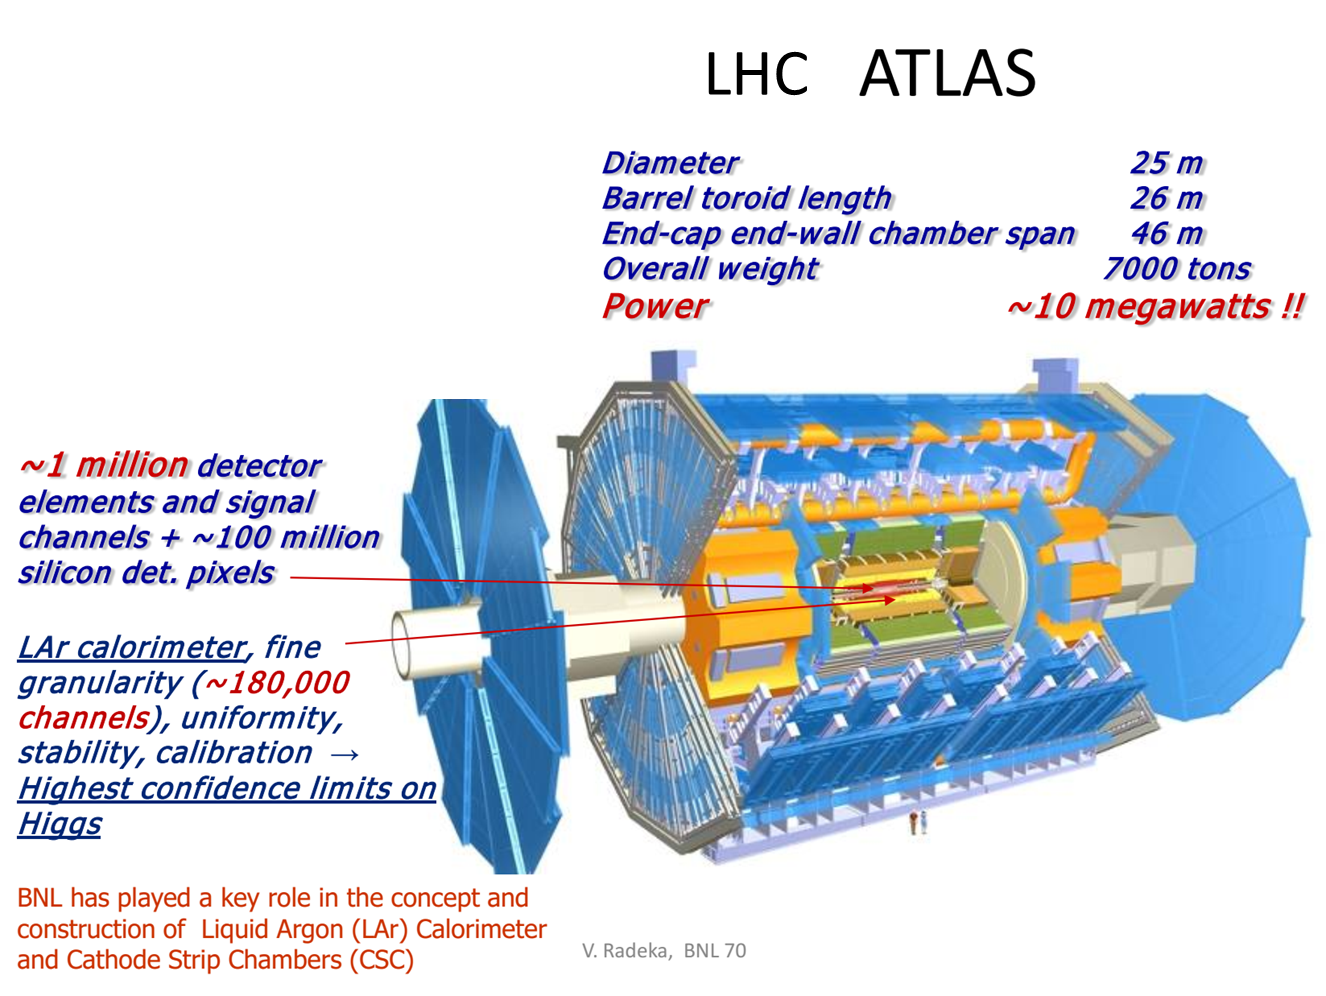 LHC ATLAS
Diameter 25 m
Barrel toroid length 26 m
End-cap end-wall chamber span 46 m
Overall weight 7000 tons
Power ~10 megawatts !!
~1 million detector
elements and signal
channels + ~100 million
silicon det. pixels
LAr calorimeter, fine
granularity (~180,000
channels), uniformity,
stability, calibration →
Highest confidence limits on
Higgs
BNL has played a key role in the concept and
construction of Liquid Argon (LAr) Calorimeter
and Cathode Strip Chambers (CSC)
V. Radeka, BNL 70